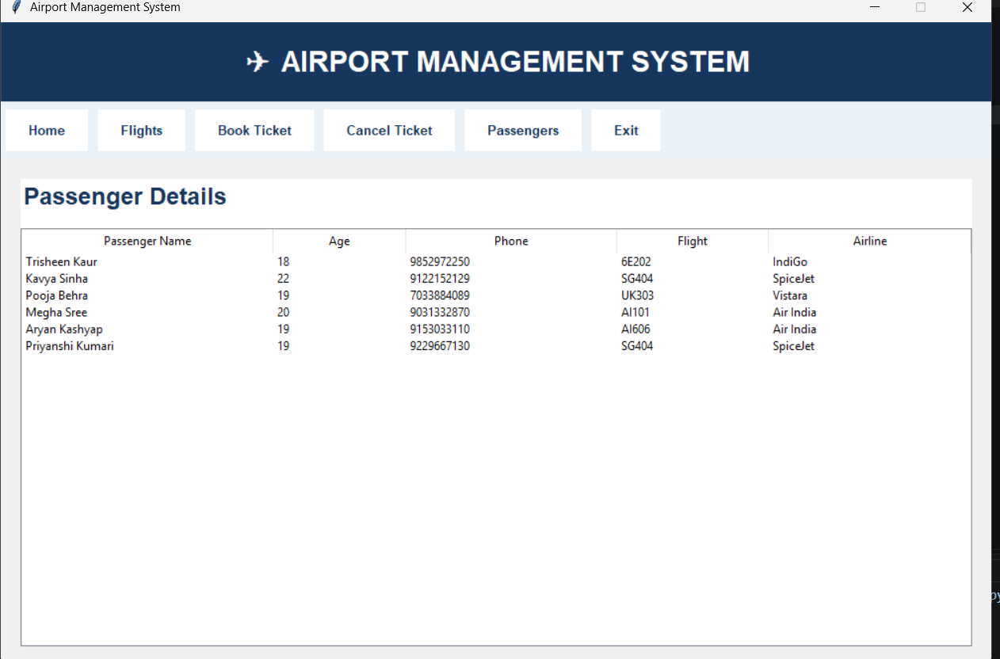 Airport Management System
✈ AIRPORT MANAGEMENT SYSTEM
Home Flights Book Ticket Cancel Ticket Passengers Exit
Passenger Details
Passenger Name Age Phone Flight Airline
Trisheen Kaur 18 9852972250 6E202 IndiGo
Kavya Sinha 22 9122152129 SG404 SpiceJet
Pooja Behra 19 7033884089 UK303 Vistara
Megha Sree 20 9031332870 AI101 Air India
Aryan Kashyap 19 9153033110 AI606 Air India
Priyanshi Kumari 19 9229667130 SG404 SpiceJet